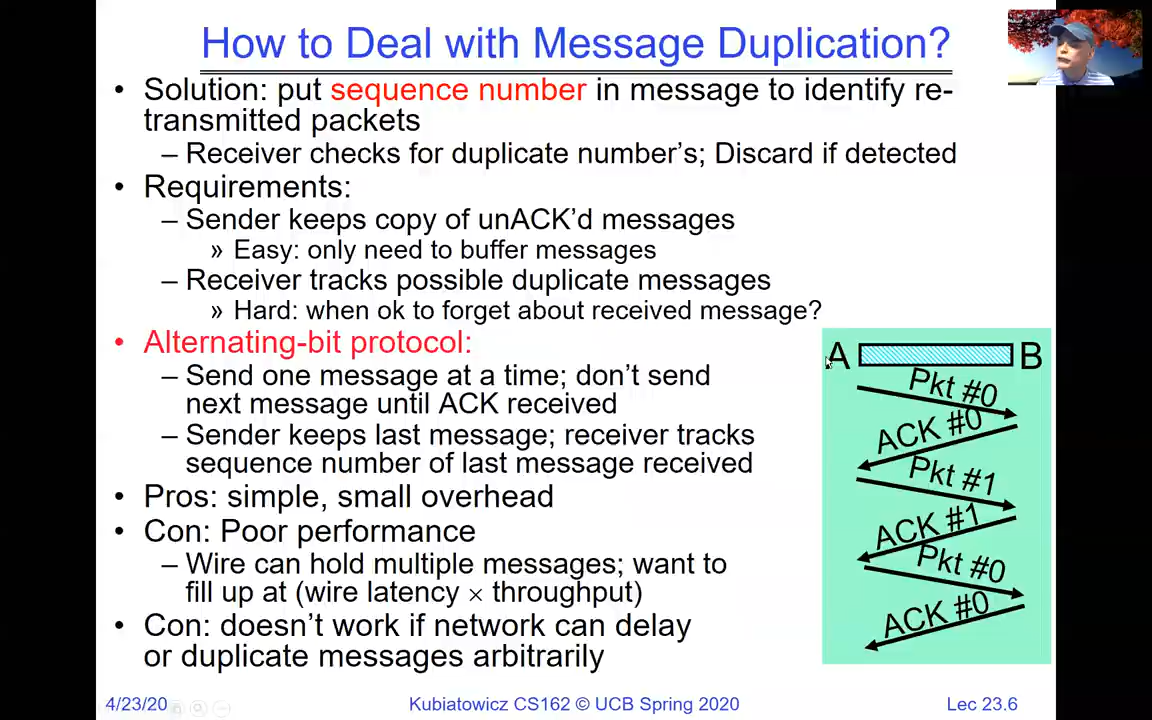 How to Deal with Message Duplication?
• Solution: put sequence number in message to identify re-
transmitted packets
– Receiver checks for duplicate number's; Discard if detected
• Requirements:
– Sender keeps copy of unACK'd messages
» Easy: only need to buffer messages
– Receiver tracks possible duplicate messages
» Hard: when ok to forget about received message?
• Alternating-bit protocol:
– Send one message at a time; don't send
next message until ACK received
– Sender keeps last message; receiver tracks
sequence number of last message received
• Pros: simple, small overhead
• Con: Poor performance
– Wire can hold multiple messages; want to
fill up at (wire latency × throughput)
• Con: doesn't work if network can delay
or duplicate messages arbitrarily
A B
Pkt #0
ACK #0
Pkt #1
ACK #1
Pkt #0
ACK #0
4/23/20 Kubiatowicz CS162 © UCB Spring 2020 Lec 23.6